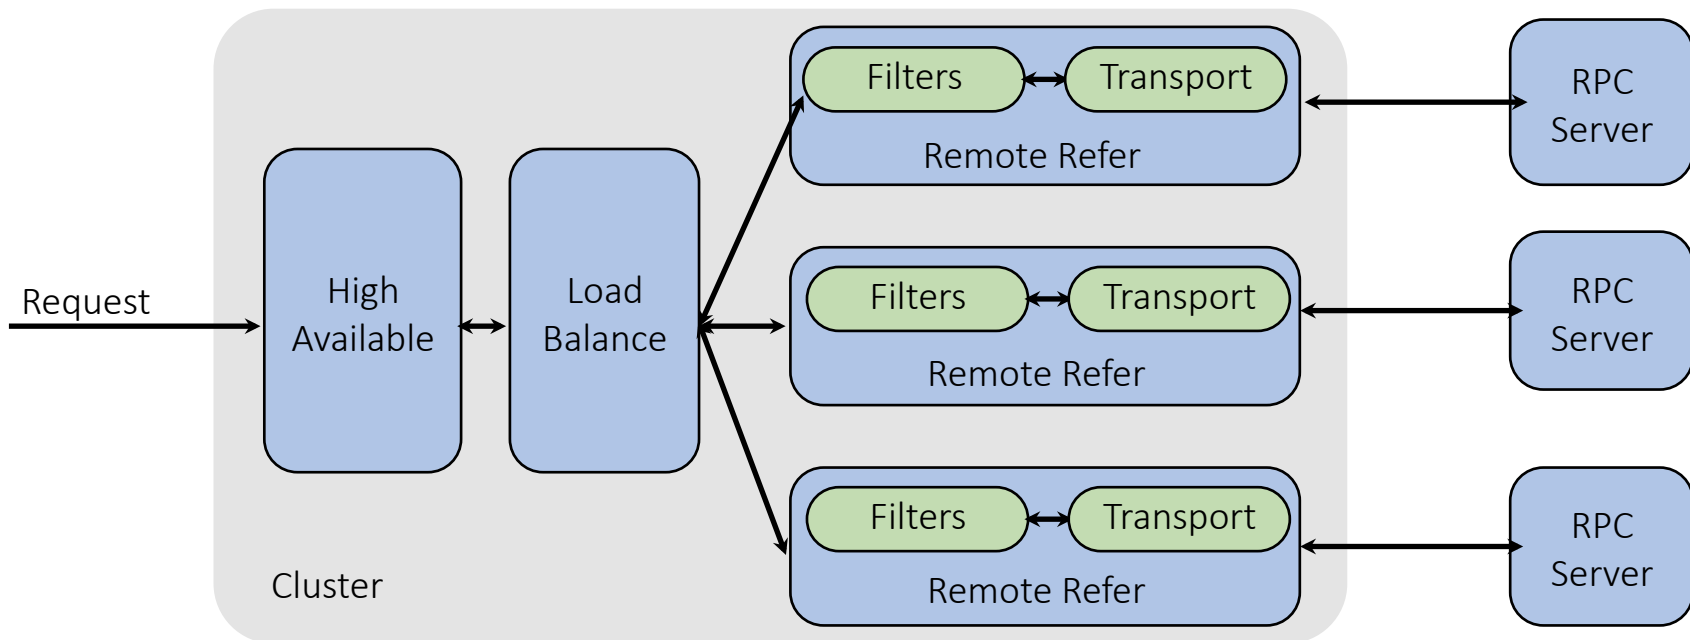 Request
High
Available
Load
Balance
Filters
Transport
Remote Refer
Filters
Transport
Remote Refer
Filters
Transport
Remote Refer
RPC
Server
RPC
Server
RPC
Server
Cluster